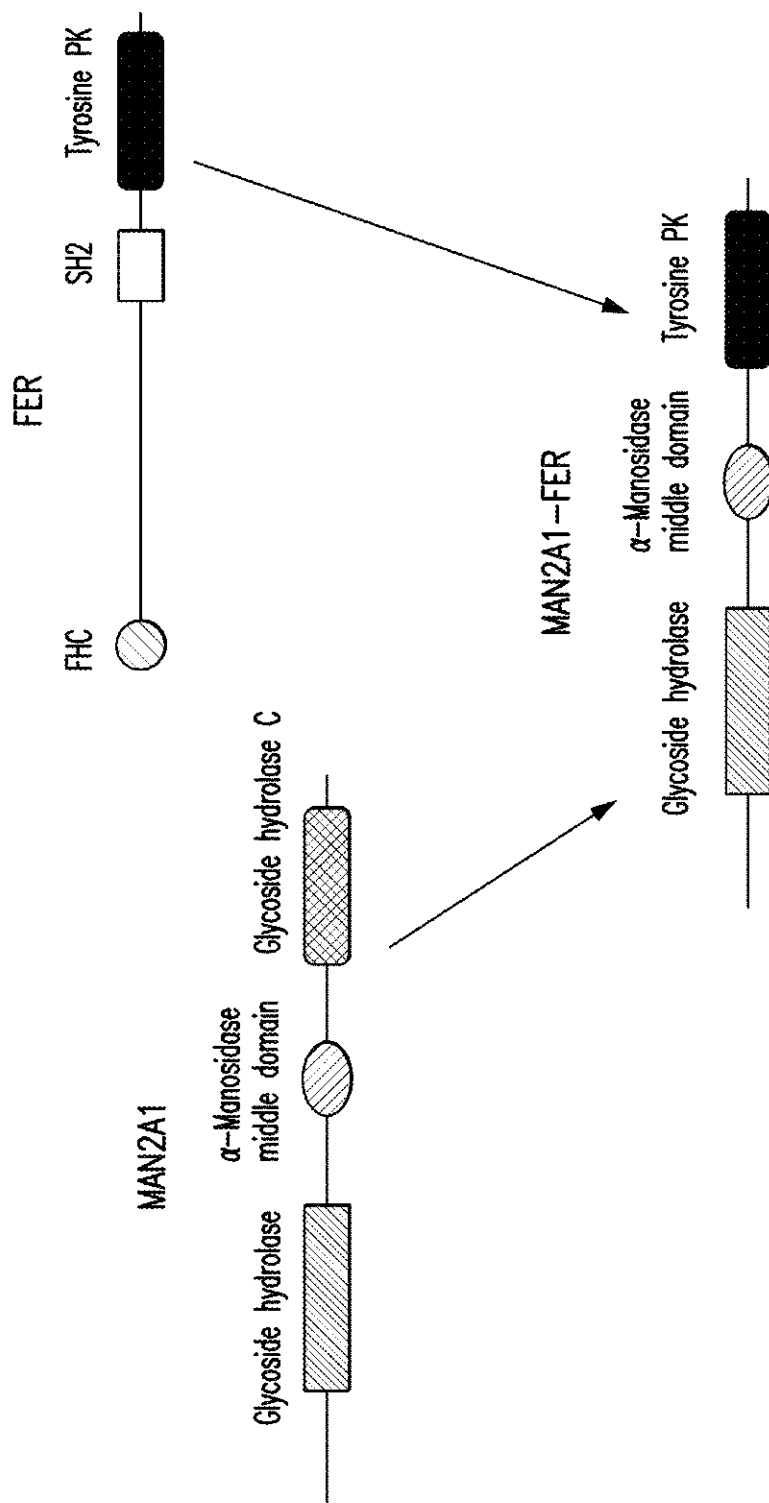 FER
FHC
SH2
Tyrosine PK
MAN2A1
Glycoside hydrolase
α-Manosidase
middle domain
Glycoside hydrolase C
MAN2A1-FER
Glycoside hydrolase
α-Manosidase
middle domain
Tyrosine PK